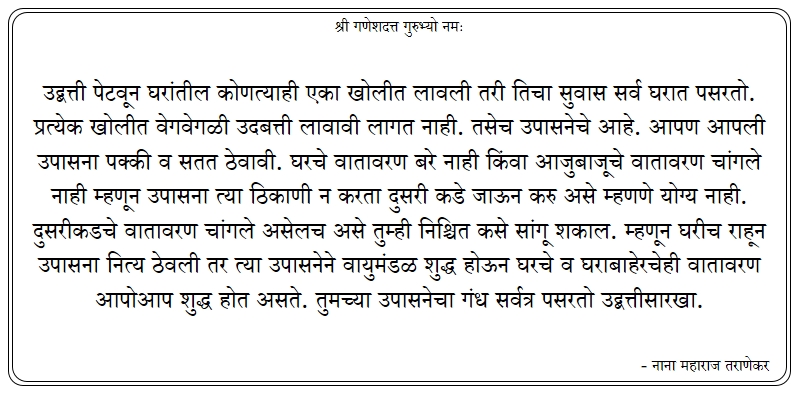 श्री गणेशदत्त गुरुभ्यो नमः
उद्बत्ती पेटवून घरांतील कोणत्याही एका खोलीत लावली तरी तिचा सुवास सर्व घरात पसरतो.
प्रत्येक खोलीत वेगवेगळी उदबत्ती लावावी लागत नाही. तसेच उपासनेचे आहे. आपण आपली
उपासना पक्की व सतत ठेवावी. घरचे वातावरण बरे नाही किंवा आजुबाजूचे वातावरण चांगले
नाही म्हणून उपासना त्या ठिकाणी न करता दुसरी कडे जाऊन करु असे म्हणणे योग्य नाही.
दुसरीकडचे वातावरण चांगले असेलच असे तुम्ही निश्चित कसे सांगू शकाल. म्हणून घरीच राहून
उपासना नित्य ठेवली तर त्या उपासनेने वायुमंडळ शुद्ध होऊन घरचे व घराबाहेरचेही वातावरण
आपोआप शुद्ध होत असते. तुमच्या उपासनेचा गंध सर्वत्र पसरतो उद्बत्तीसारखा.
- नाना महाराज तराणेकर